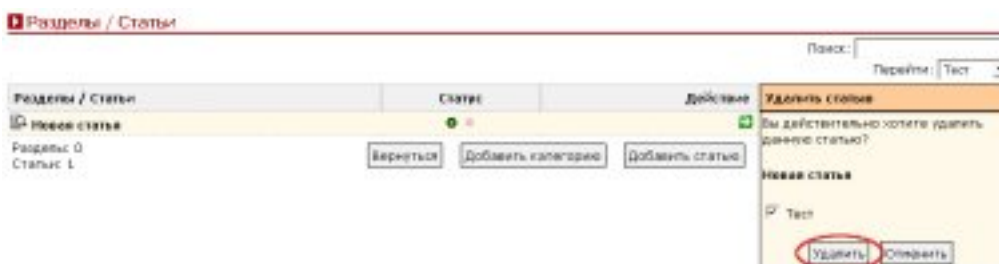 Разделы / Статьи
Поиск:
Перейти: Тест
Разделы / Статьи Статус Действие Удалить статью
Новая статья Вы действительно хотите удалить
данную статью?
Разделы: 0
Статьи: 1 Вернуться Добавить категорию Добавить статью
Новая статья
Тест
Удалить Отменить